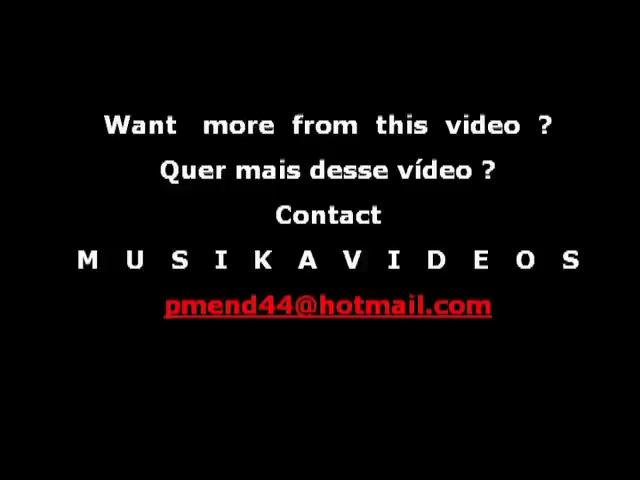 Want more from this video ?
Quer mais desse vídeo ?
Contact
M U S I K A V I D E O S
pmend44@hotmail.com